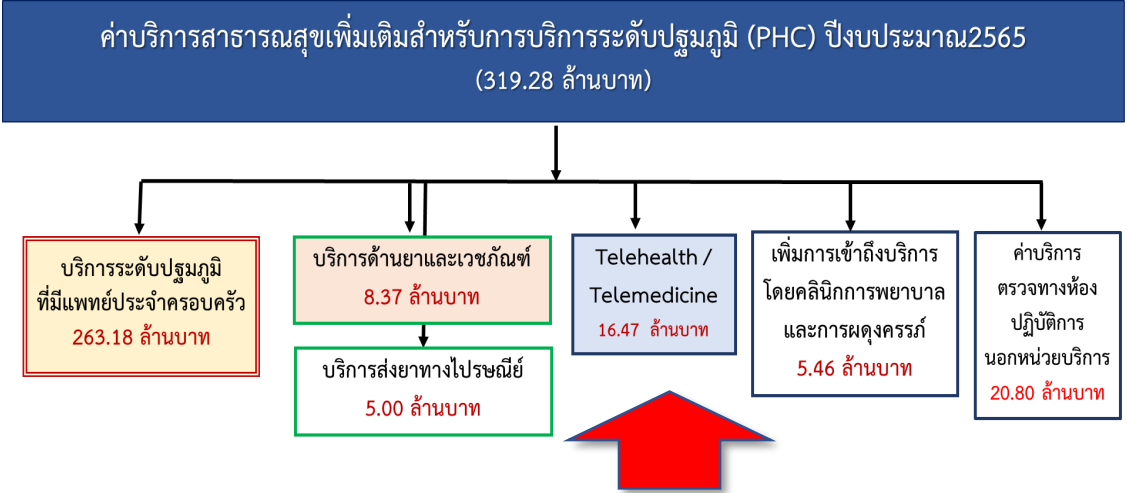 ค่าบริการสาธารณสุขเพิ่มเติมสำหรับการบริการระดับปฐมภูมิ (PHC) ปีงบประมาณ2565
(319.28 ล้านบาท)
บริการระดับปฐมภูมิ
ที่มีแพทย์ประจำครอบครัว
263.18 ล้านบาท
บริการด้านยาและเวชภัณฑ์
8.37 ล้านบาท
บริการส่งยาทางไปรษณีย์
5.00 ล้านบาท
Telehealth /
Telemedicine
16.47 ล้านบาท
เพิ่มการเข้าถึงบริการ
โดยคลินิกการพยาบาล
และการผดุงครรภ์
5.46 ล้านบาท
ค่าบริการ
ตรวจทางห้อง
ปฏิบัติการ
นอกหน่วยบริการ
20.80 ล้านบาท